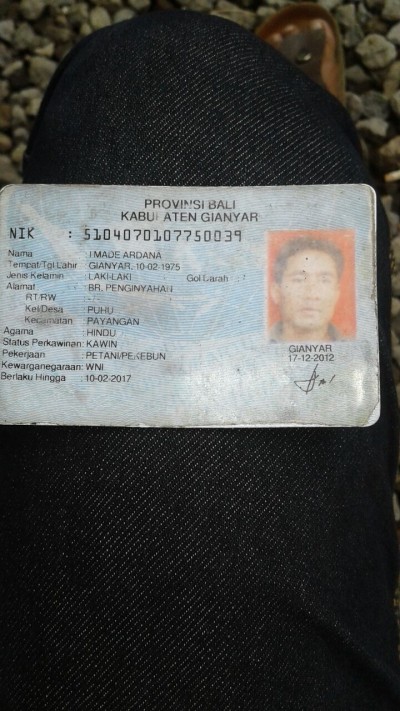 PROVINSI BALI
KABUPATEN GIANYAR
NIK : 5104070107750039
Nama : I MADE ARDANA
Tempat/Tgl Lahir : GIANYAR, 10-02-1975
Jenis Kelamin : LAKI-LAKI Gol Darah :
Alamat : BR. PENGINYAHAN
RT/RW : -/-
Kel/Desa : PUHU
Kecamatan : PAYANGAN
Agama : HINDU
Status Perkawinan: KAWIN
Pekerjaan : PETANI/PEKEBUN
Kewarganegaraan: WNI
Berlaku Hingga : 10-02-2017
GIANYAR
17-12-2012